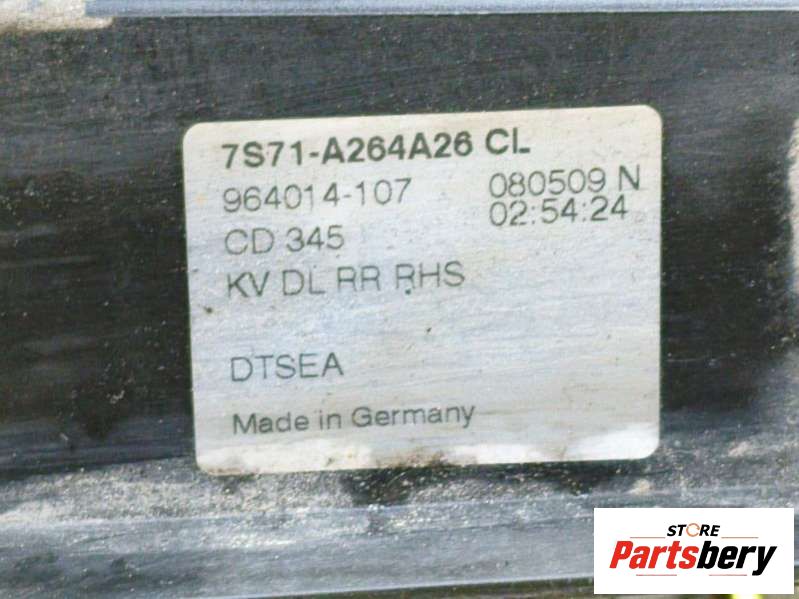 7S71-A264A26 CL
964014-107 080509 N
CD 345 02:54:24
KV DL RR RHS
DTSEA
Made in Germany
STORE
Partsbery